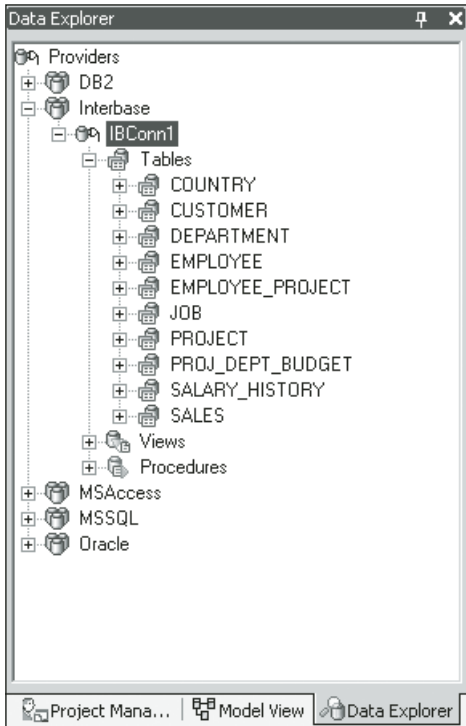 Data Explorer
Providers
DB2
Interbase
IBConn1
Tables
COUNTRY
CUSTOMER
DEPARTMENT
EMPLOYEE
EMPLOYEE_PROJECT
JOB
PROJECT
PROJ_DEPT_BUDGET
SALARY_HISTORY
SALES
Views
Procedures
MSAccess
MSSQL
Oracle
Project Mana... Model View Data Explorer